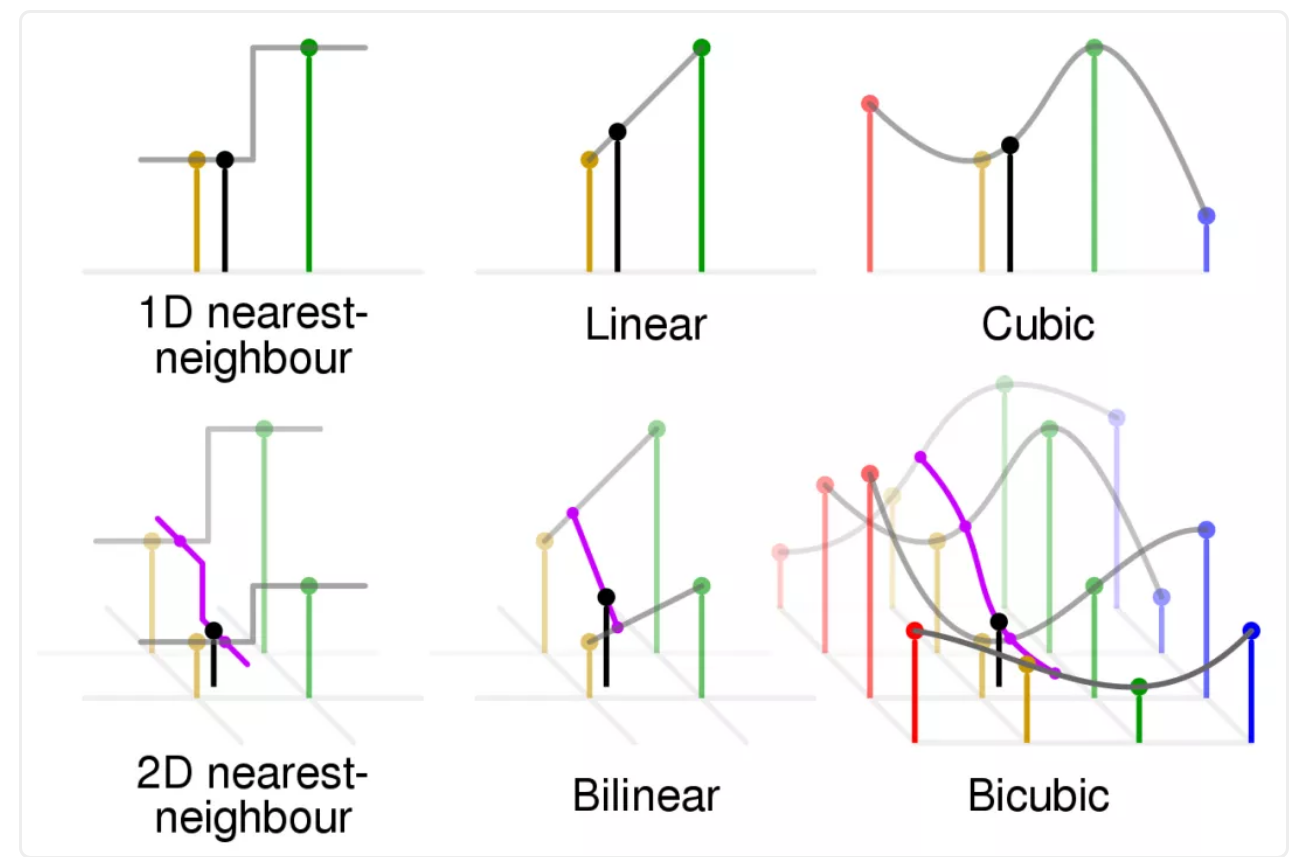 1D nearest-
neighbour
Linear
Cubic
2D nearest-
neighbour
Bilinear
Bicubic